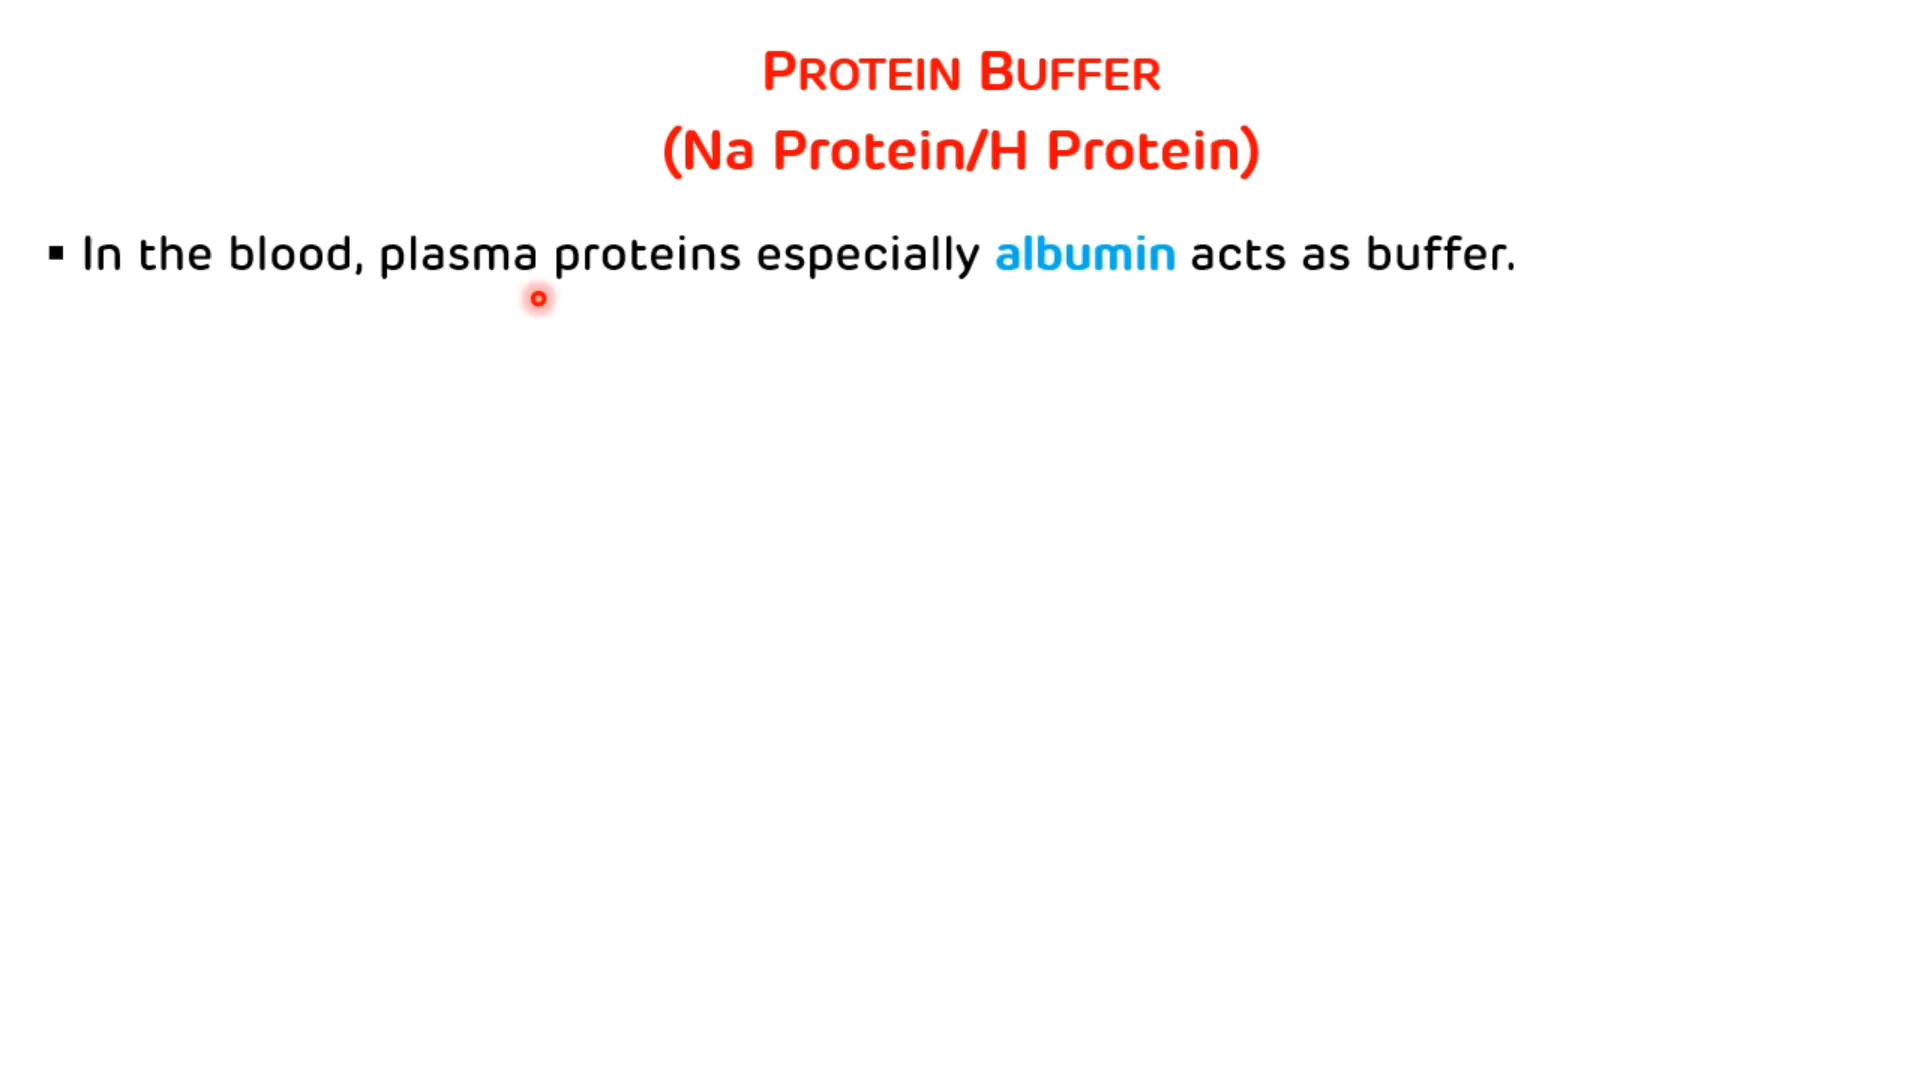 PROTEIN BUFFER
(Na Protein/H Protein)
▪ In the blood, plasma proteins especially albumin acts as buffer.